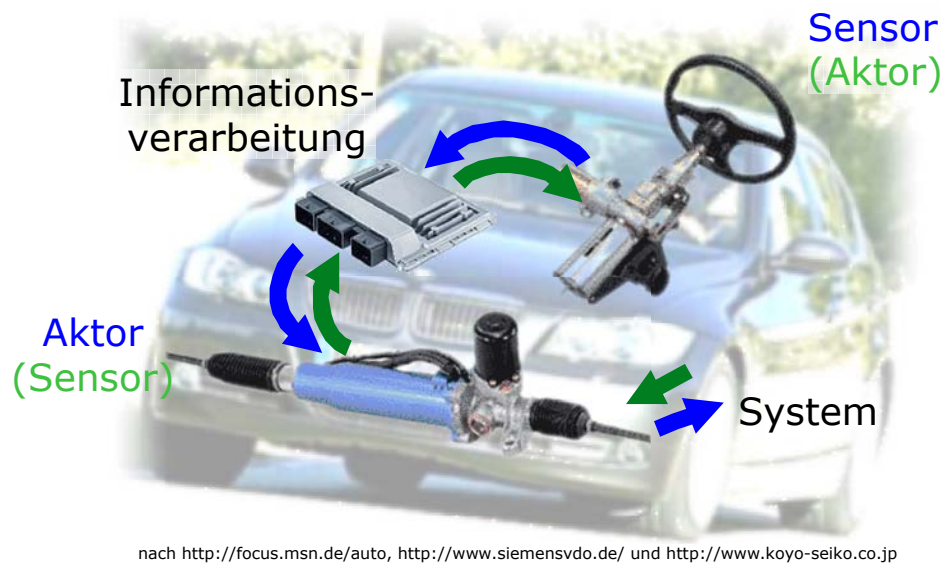 Sensor
(Aktor)
Informations-
verarbeitung
Aktor
(Sensor)
System
nach http://focus.msn.de/auto, http://www.siemensvdo.de/ und http://www.koyo-seiko.co.jp